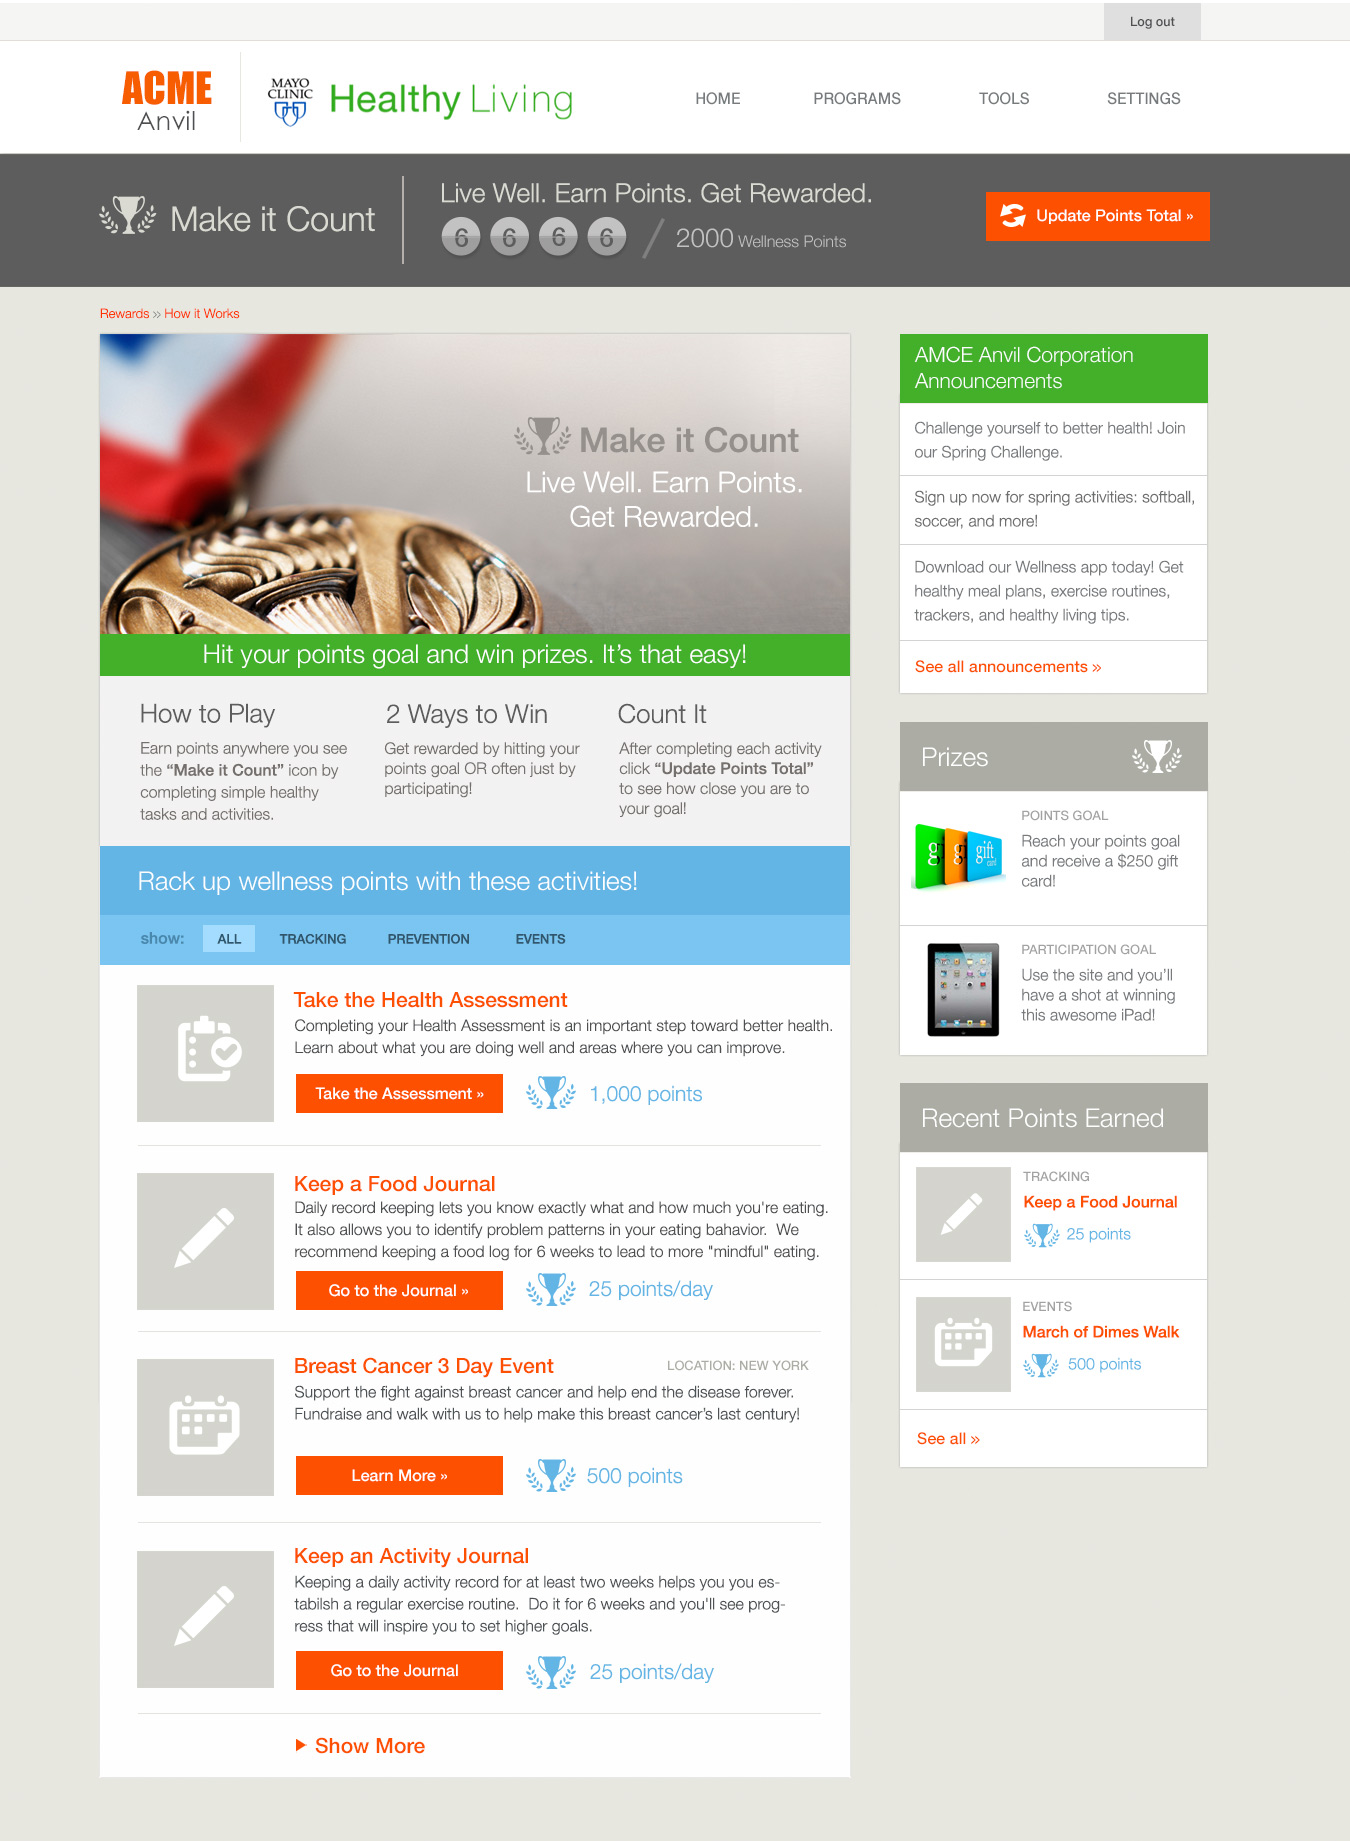 Log out
ACME
Anvil
MAYO
CLINIC
Healthy Living
HOME PROGRAMS TOOLS SETTINGS
Make it Count
Live Well. Earn Points. Get Rewarded.
6 6 6 6 / 2000 Wellness Points
Update Points Total »
Rewards » How it Works
Make it Count
Live Well. Earn Points.
Get Rewarded.
Hit your points goal and win prizes. It's that easy!
How to Play
Earn points anywhere you see
the “Make it Count” icon by
completing simple healthy
tasks and activities.
2 Ways to Win
Get rewarded by hitting your
points goal OR often just by
participating!
Count It
After completing each activity
click “Update Points Total”
to see how close you are to
your goal!
Rack up wellness points with these activities!
show: ALL TRACKING PREVENTION EVENTS
Take the Health Assessment
Completing your Health Assessment is an important step toward better health.
Learn about what you are doing well and areas where you can improve.
Take the Assessment » 1,000 points
Keep a Food Journal
Daily record keeping lets you know exactly what and how much you're eating.
It also allows you to identify problem patterns in your eating bahavior.  We
recommend keeping a food log for 6 weeks to lead to more "mindful" eating.
Go to the Journal » 25 points/day
Breast Cancer 3 Day Event LOCATION: NEW YORK
Support the fight against breast cancer and help end the disease forever.
Fundraise and walk with us to help make this breast cancer’s last century!
Learn More » 500 points
Keep an Activity Journal
Keeping a daily activity record for at least two weeks helps you you es-
tabilsh a regular exercise routine.  Do it for 6 weeks and you'll see prog-
ress that will inspire you to set higher goals.
Go to the Journal 25 points/day
Show More
AMCE Anvil Corporation
Announcements
Challenge yourself to better health! Join
our Spring Challenge.
Sign up now for spring activities: softball,
soccer, and more!
Download our Wellness app today! Get
healthy meal plans, exercise routines,
trackers, and healthy living tips.
See all announcements »
Prizes
g g gift
card
POINTS GOAL
Reach your points goal
and receive a $250 gift
card!
PARTICIPATION GOAL
Use the site and you’ll
have a shot at winning
this awesome iPad!
Recent Points Earned
TRACKING
Keep a Food Journal
25 points
EVENTS
March of Dimes Walk
500 points
See all »